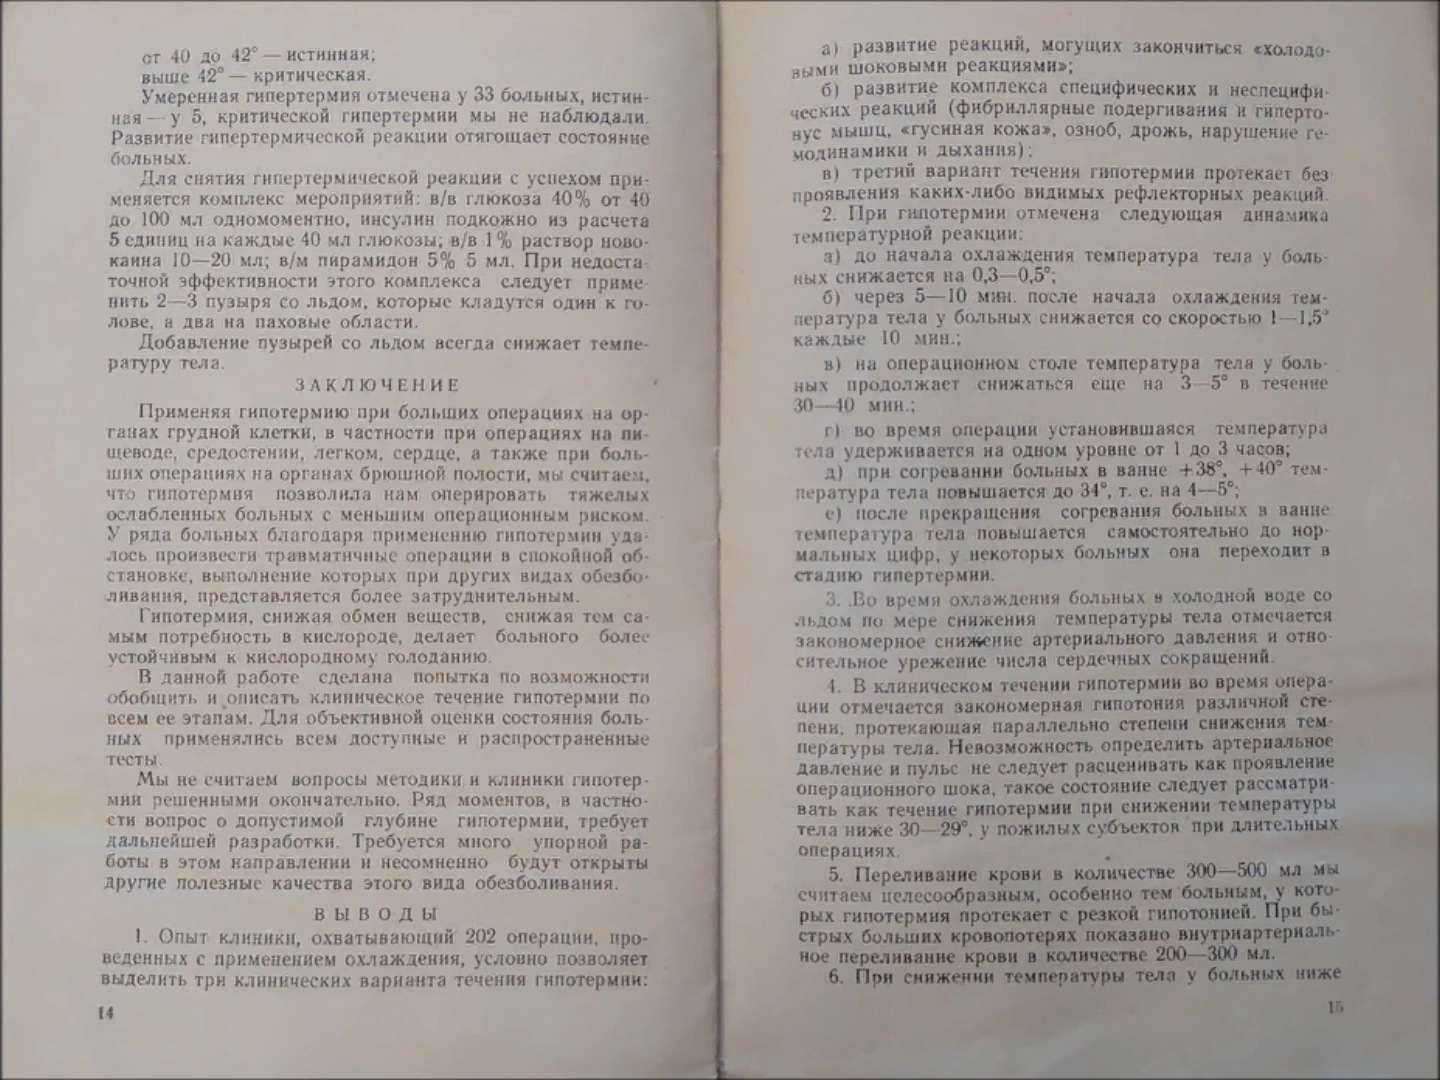 от 40 до 42° — истинная;
выше 42° — критическая.
Умеренная гипертермия отмечена у 33 больных, истин-
ная — у 5, критической гипертермии мы не наблюдали.
Развитие гипертермической реакции отягощает состояние
больных.
Для снятия гипертермической реакции с успехом при-
меняется комплекс мероприятий: в/в глюкоза 40% от 40
до 100 мл одномоментно, инсулин подкожно из расчета
5 единиц на каждые 40 мл глюкозы; в/в 1% раствор ново-
каина 10—20 мл; в/м пирамидон 5% 5 мл. При недоста-
точной эффективности этого комплекса следует приме-
нить 2—3 пузыря со льдом, которые кладутся один к го-
лове, а два на паховые области.
Добавление пузырей со льдом всегда снижает темпе-
ратуру тела.
ЗАКЛЮЧЕНИЕ
Применяя гипотермию при больших операциях на ор-
ганах грудной клетки, в частности при операциях на пи-
щеводе, средостении, легком, сердце, а также при боль-
ших операциях на органах брюшной полости, мы считаем,
что гипотермия позволила нам оперировать тяжелых
ослабленных больных с меньшим операционным риском.
У ряда больных благодаря применению гипотермии уда-
лось произвести травматичные операции в спокойной об-
становке, выполнение которых при других видах обезбо-
ливания, представляется более затруднительным.
Гипотермия, снижая обмен веществ, снижая тем са-
мым потребность в кислороде, делает больного более
устойчивым к кислородному голоданию.
В данной работе сделана попытка по возможности
обобщить и описать клиническое течение гипотермии по
всем ее этапам. Для объективной оценки состояния боль-
ных применялись всем доступные и распространенные
тесты.
Мы не считаем вопросы методики и клиники гипотер-
мии решенными окончательно. Ряд моментов, в частно-
сти вопрос о допустимой глубине гипотермии, требует
дальнейшей разработки. Требуется много упорной ра-
боты в этом направлении и несомненно будут открыты
другие полезные качества этого вида обезболивания.
ВЫВОДЫ
1. Опыт клиники, охватывающий 202 операции, про-
веденных с применением охлаждения, условно позволяет
выделить три клинических варианта течения гипотермии:
14
а) развитие реакций, могущих закончиться «холодо-
выми шоковыми реакциями»;
б) развитие комплекса специфических и неспецифи-
ческих реакций (фибриллярные подергивания и гиперто-
нус мышц, «гусиная кожа», озноб, дрожь, нарушение ге-
модинамики и дыхания);
в) третий вариант течения гипотермии протекает без
проявления каких-либо видимых рефлекторных реакций.
2. При гипотермии отмечена следующая динамика
температурной реакции:
а) до начала охлаждения температура тела у боль-
ных снижается на 0,3—0,5°;
б) через 5—10 мин. после начала охлаждения тем-
пература тела у больных снижается со скоростью 1—1,5°
каждые 10 мин.;
в) на операционном столе температура тела у боль-
ных продолжает снижаться еще на 3—5° в течение
30—40 мин.;
г) во время операции установившаяся температура
тела удерживается на одном уровне от 1 до 3 часов;
д) при согревании больных в ванне +38°, +40° тем-
пература тела повышается до 34°, т. е. на 4—5°;
е) после прекращения согревания больных в ванне
температура тела повышается самостоятельно до нор-
мальных цифр, у некоторых больных она переходит в
стадию гипертермии.
3. Во время охлаждения больных в холодной воде со
льдом по мере снижения температуры тела отмечается
закономерное снижение артериального давления и отно-
сительное урежение числа сердечных сокращений.
4. В клиническом течении гипотермии во время опера-
ции отмечается закономерная гипотония различной сте-
пени, протекающая параллельно степени снижения тем-
пературы тела. Невозможность определить артериальное
давление и пульс не следует расценивать как проявление
операционного шока, такое состояние следует рассматри-
вать как течение гипотермии при снижении температуры
тела ниже 30—29°, у пожилых субъектов при длительных
операциях.
5. Переливание крови в количестве 300—500 мл мы
считаем целесообразным, особенно тем больным, у кото-
рых гипотермия протекает с резкой гипотонией. При бы-
стрых больших кровопотерях показано внутриартериаль-
ное переливание крови в количестве 200—300 мл.
6. При снижении температуры тела у больных ниже
15